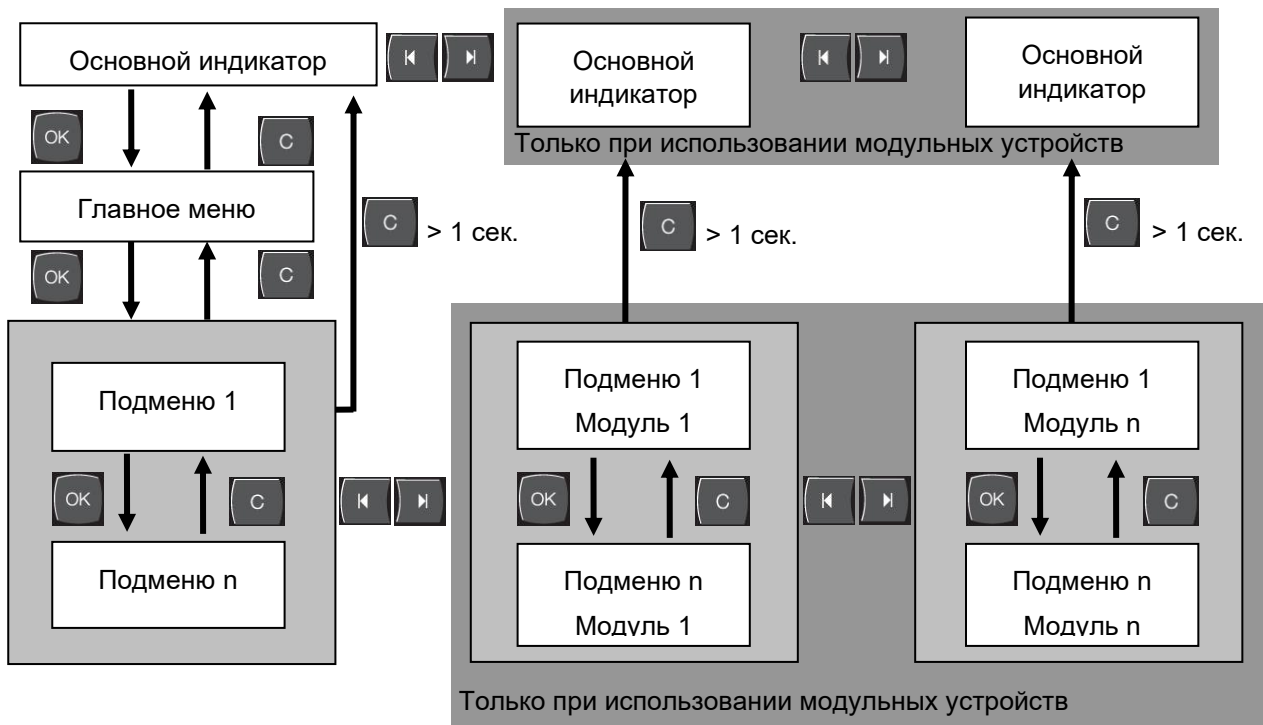 Основной индикатор
Основной
индикатор
Основной
индикатор
Только при использовании модульных устройств
OK
C
Главное меню
C
> 1 сек.
C
> 1 сек.
C
> 1 сек.
OK
C
Подменю 1
Подменю 1
Модуль 1
Подменю 1
Модуль n
OK
C
OK
C
OK
C
Подменю n
Подменю n
Модуль 1
Подменю n
Модуль n
Только при использовании модульных устройств